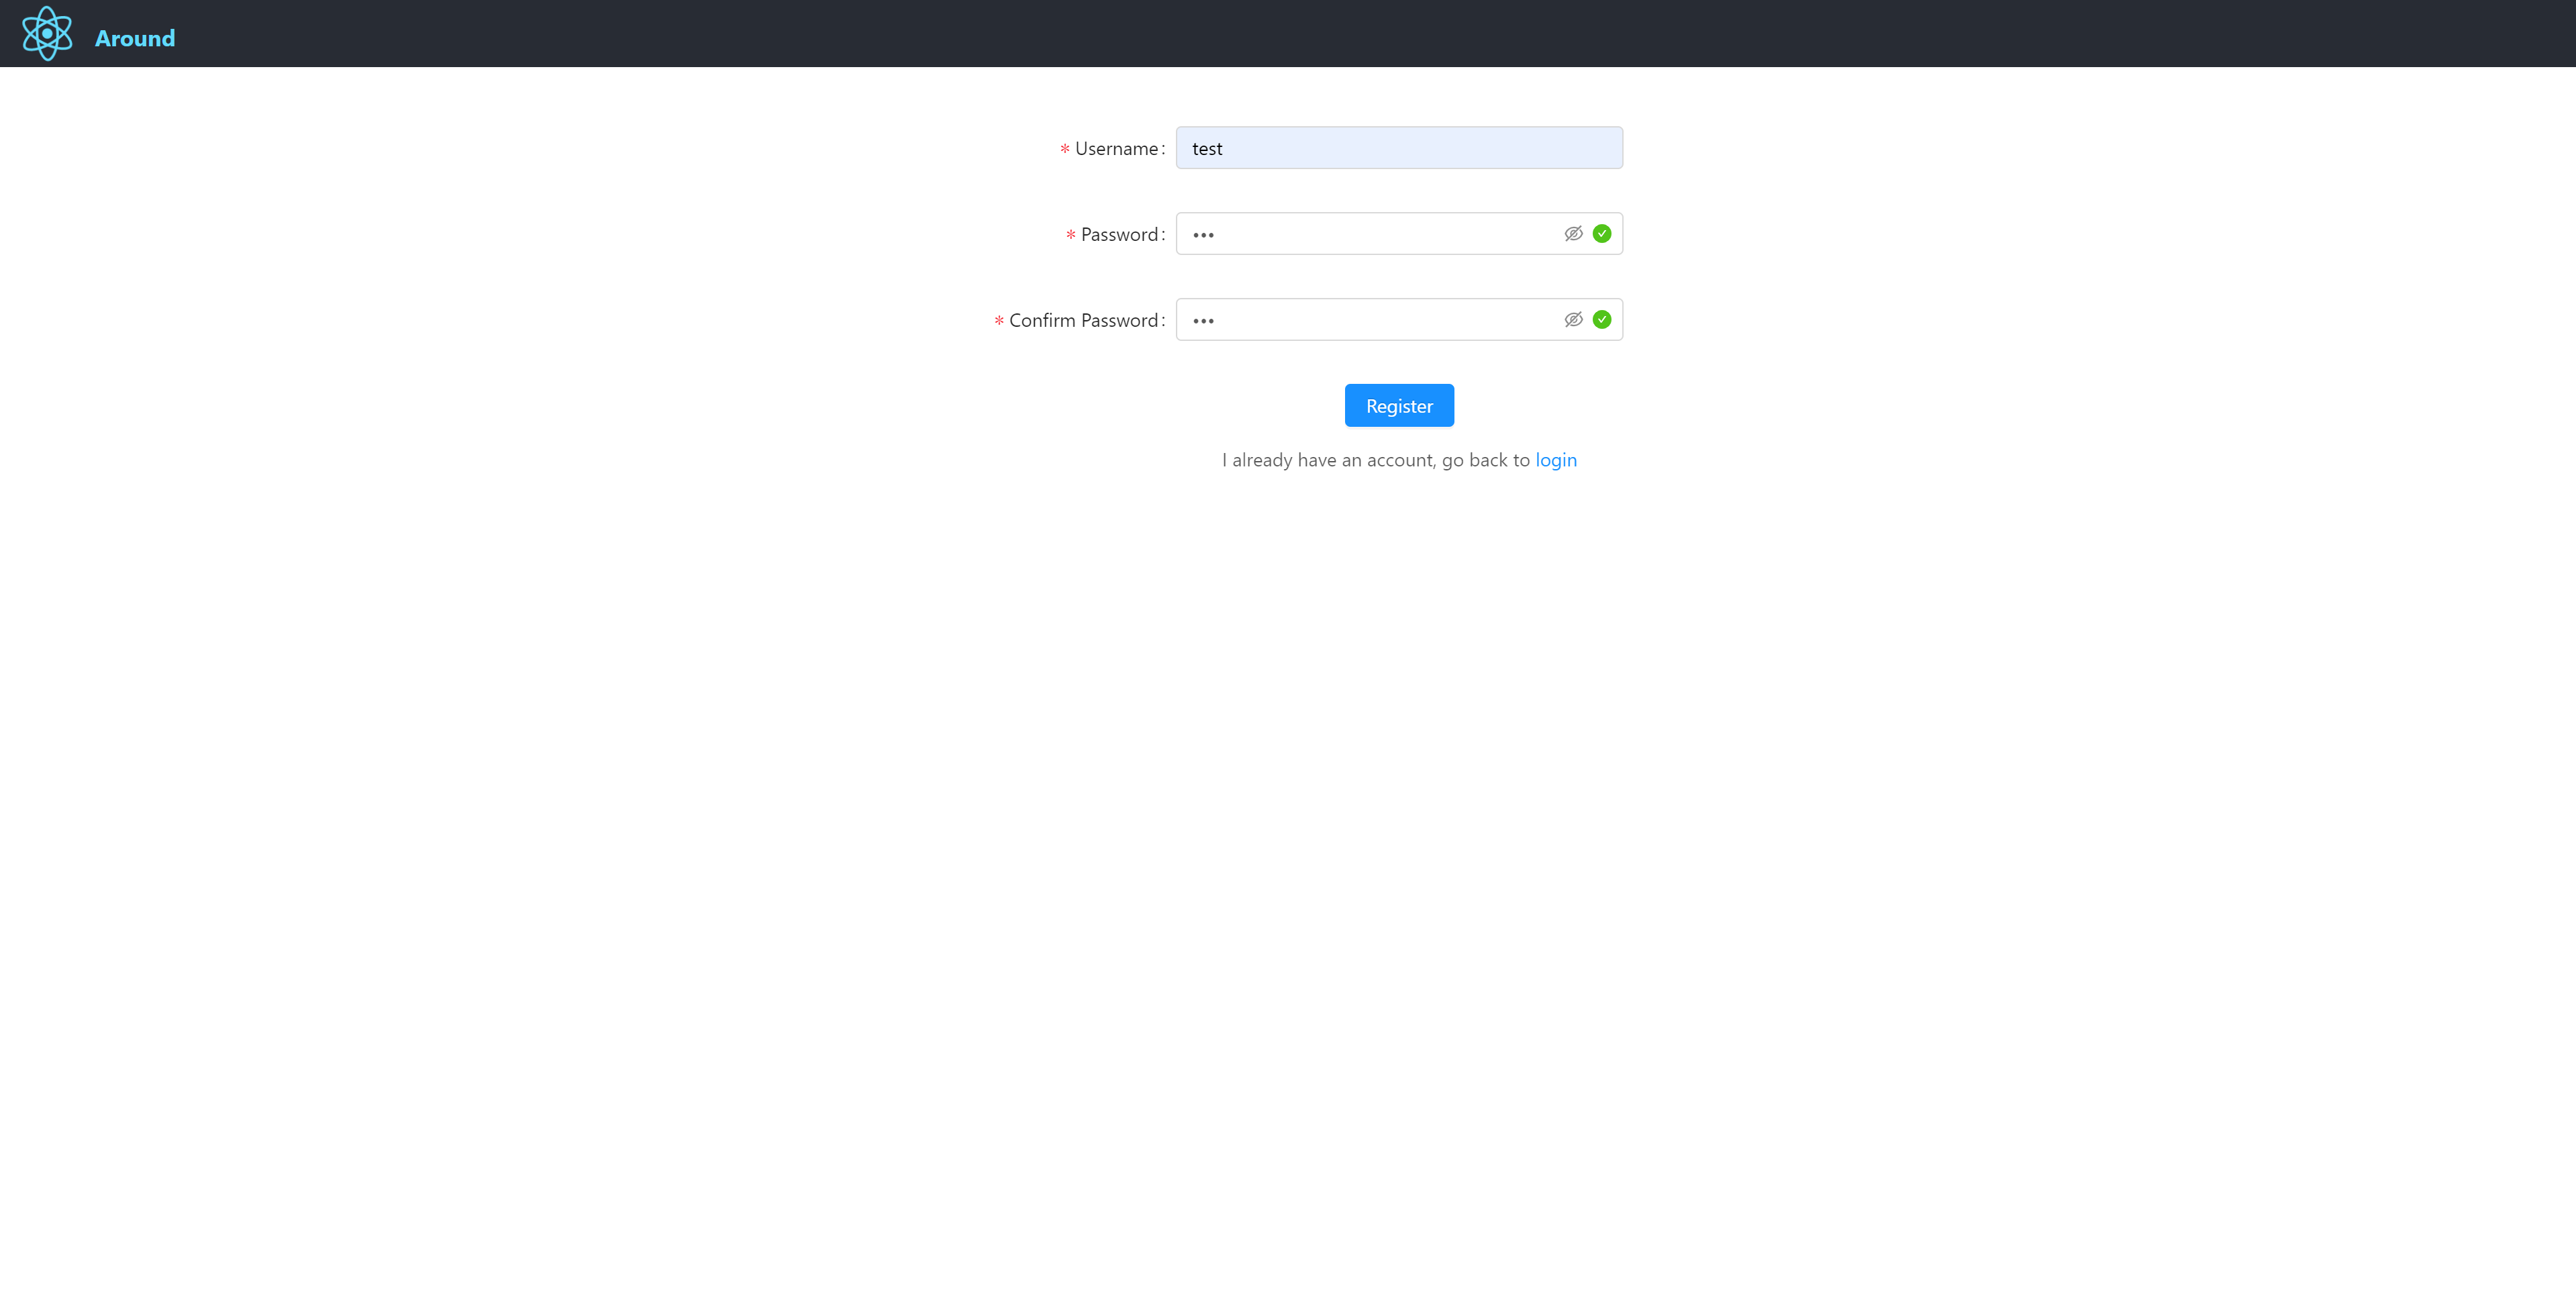 Around
* Username: test
* Password: •••
* Confirm Password: •••
Register
I already have an account, go back to login